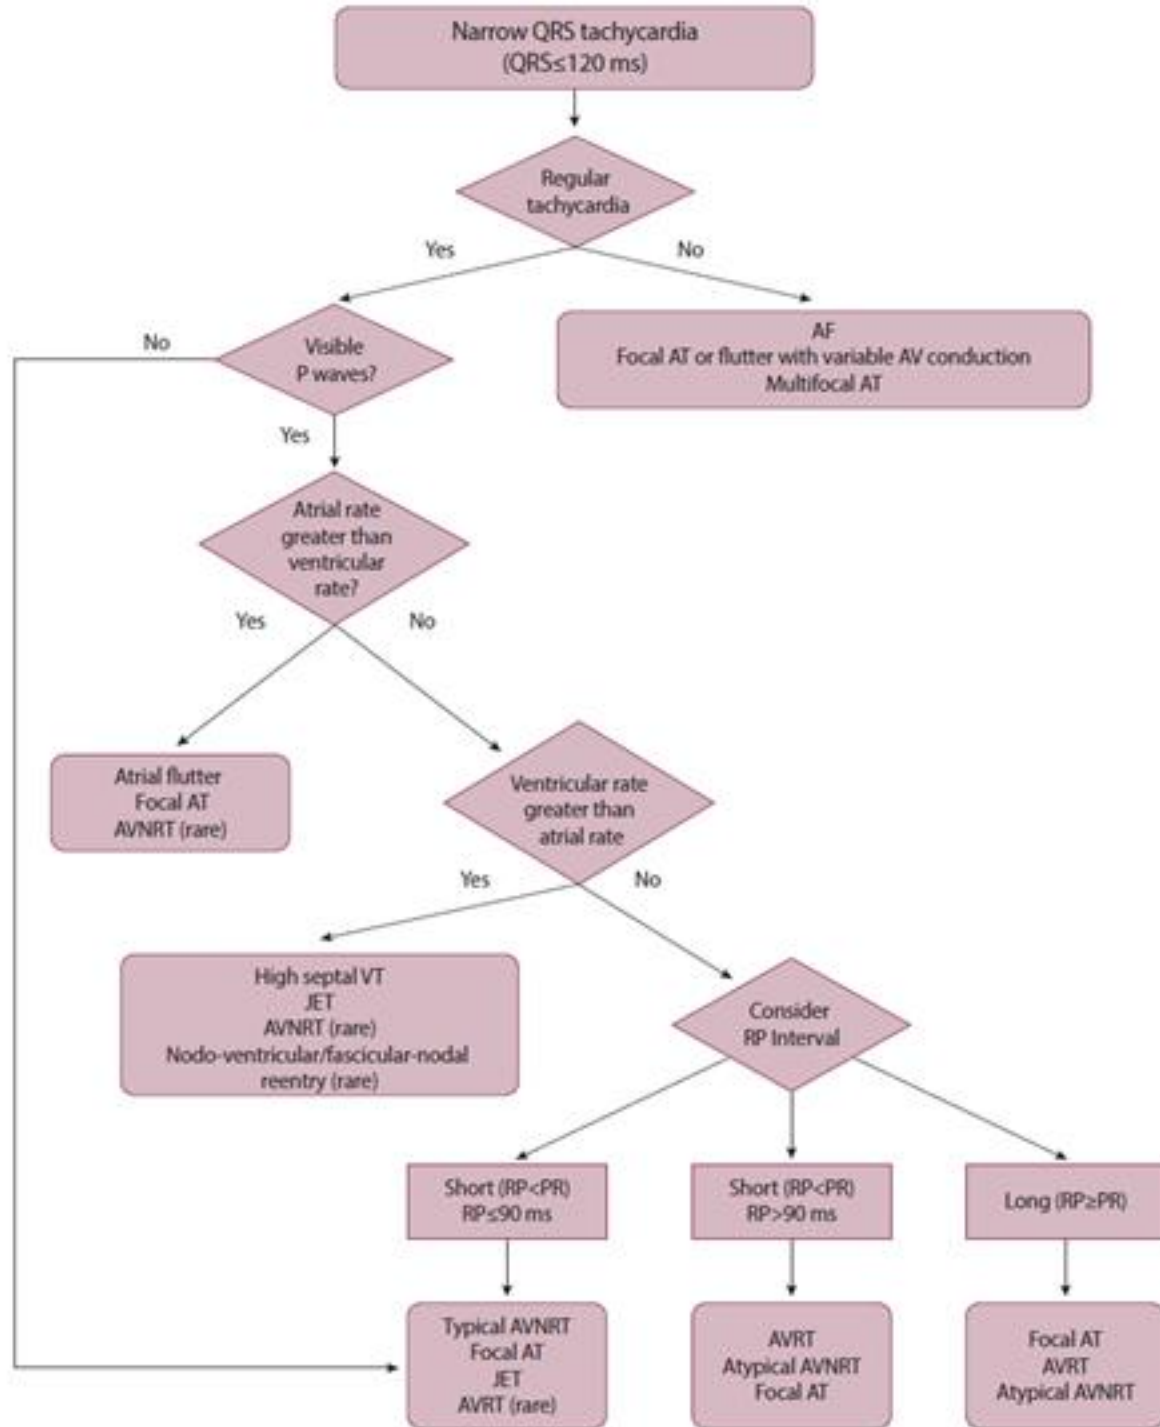 Narrow QRS tachycardia
(QRS≤120 ms)
Regular
tachycardia
Yes
No
No
Visible
P waves?
AF
Focal AT or flutter with variable AV conduction
Multifocal AT
Yes
Atrial rate
greater than
ventricular
rate?
Yes
No
Atrial flutter
Focal AT
AVNRT (rare)
Ventricular rate
greater than
atrial rate
Yes
No
High septal VT
JET
AVNRT (rare)
Nodo-ventricular/fascicular-nodal
reentry (rare)
Consider
RP Interval
Short (RP<PR)
RP≤90 ms
Short (RP<PR)
RP>90 ms
Long (RP≥PR)
Typical AVNRT
Focal AT
JET
AVRT (rare)
AVRT
Atypical AVNRT
Focal AT
Focal AT
AVRT
Atypical AVNRT